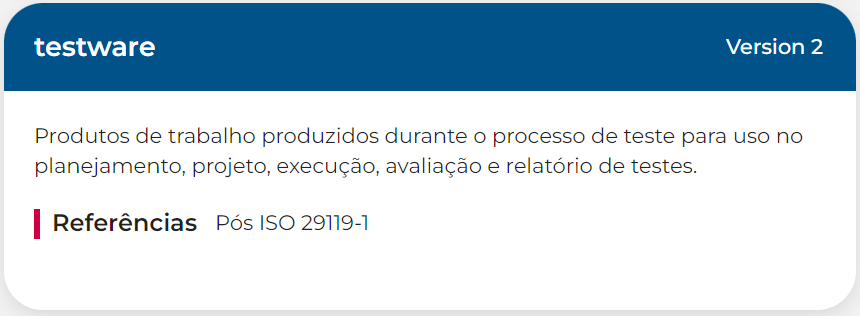 testware
Version 2
Produtos de trabalho produzidos durante o processo de teste para uso no
planejamento, projeto, execução, avaliação e relatório de testes.
Referências Pós ISO 29119-1